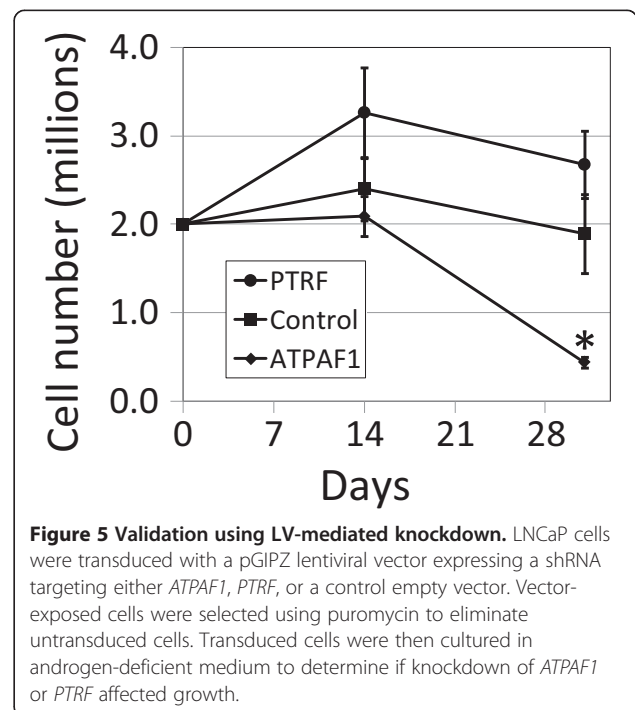 4.0
3.0
2.0
1.0
0.0
Cell number (millions)
PTRF
Control
ATPAF1
*
0 7 14 21 28
Days
Figure 5 Validation using LV-mediated knockdown. LNCaP cells
were transduced with a pGIPZ lentiviral vector expressing a shRNA
targeting either ATPAF1, PTRF, or a control empty vector. Vector-
exposed cells were selected using puromycin to eliminate
untransduced cells. Transduced cells were then cultured in
androgen-deficient medium to determine if knockdown of ATPAF1
or PTRF affected growth.